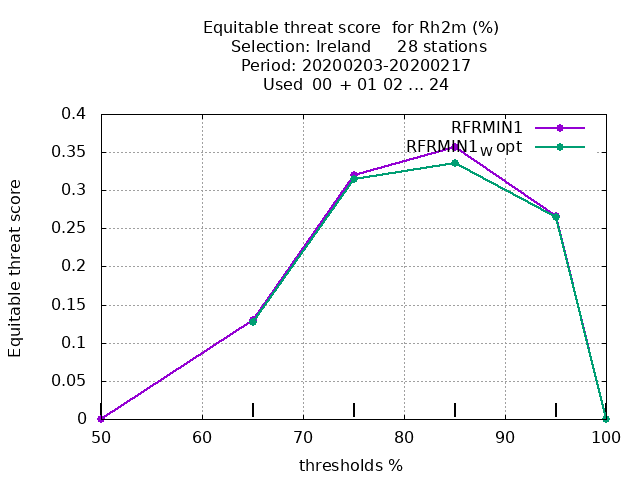 Equitable threat score  for Rh2m (%)
Selection: Ireland     28 stations
Period: 20200203-20200217
Used  00 + 01 02 ... 24
0.4
0.35
0.3
0.25
0.2
0.15
0.1
0.05
0
Equitable threat score
RFRMIN1
RFRMIN1w opt
50 60 70 80 90 100
thresholds %